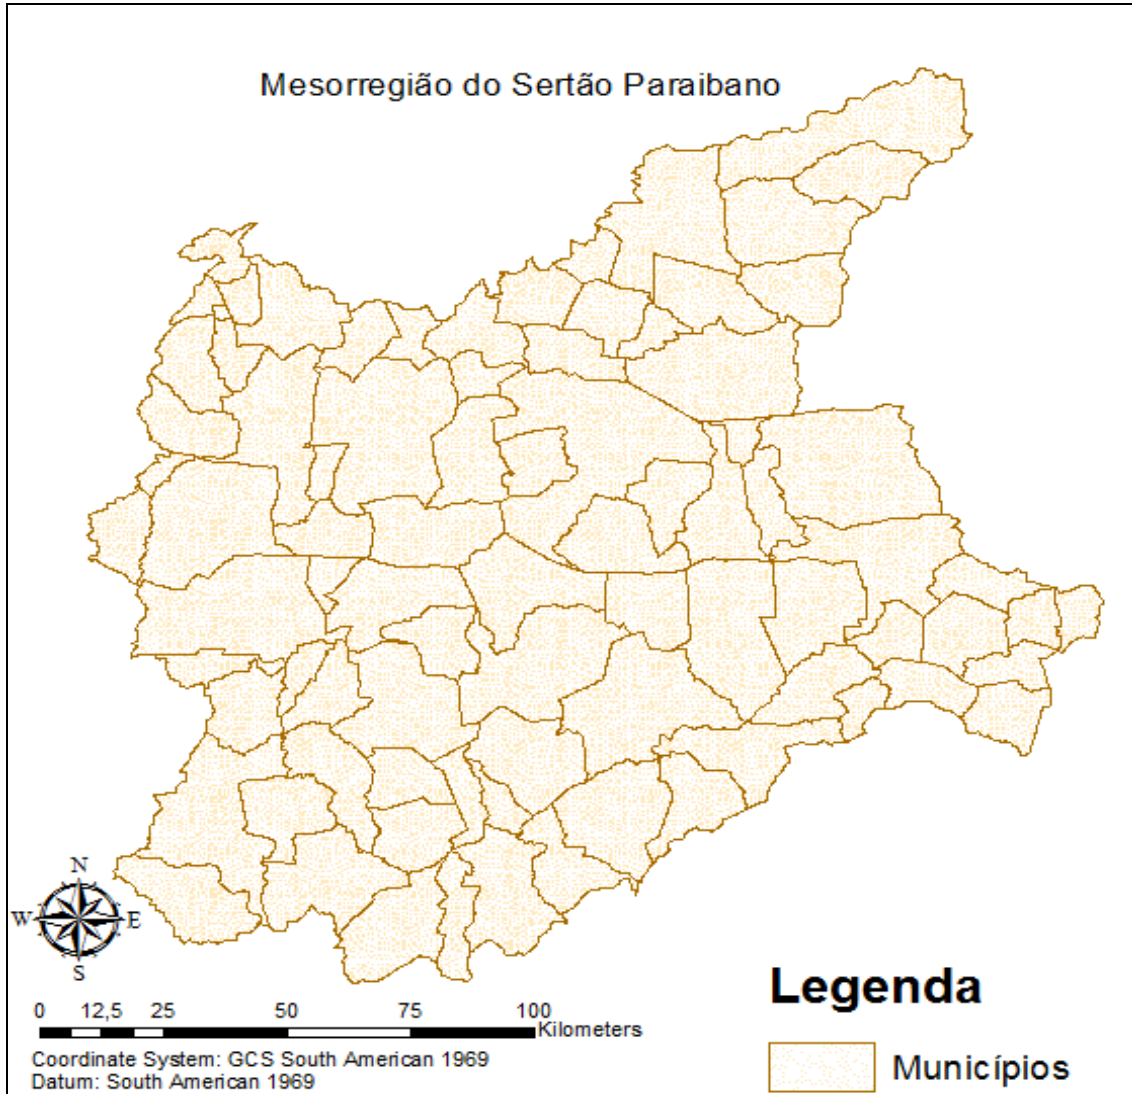 Mesorregião do Sertão Paraibano
N
W E
S
0 12,5 25 50 75 100
Kilometers
Coordinate System: GCS South American 1969
Datum: South American 1969
Legenda
Municípios